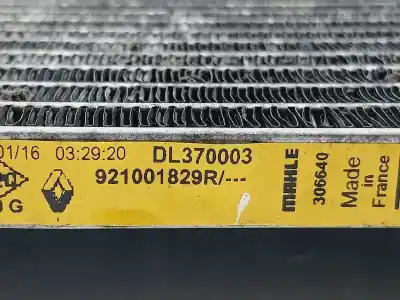 01/16 03:29:20 DL370003
921001829R/---
G
MAHLE
306640
Made
in
France